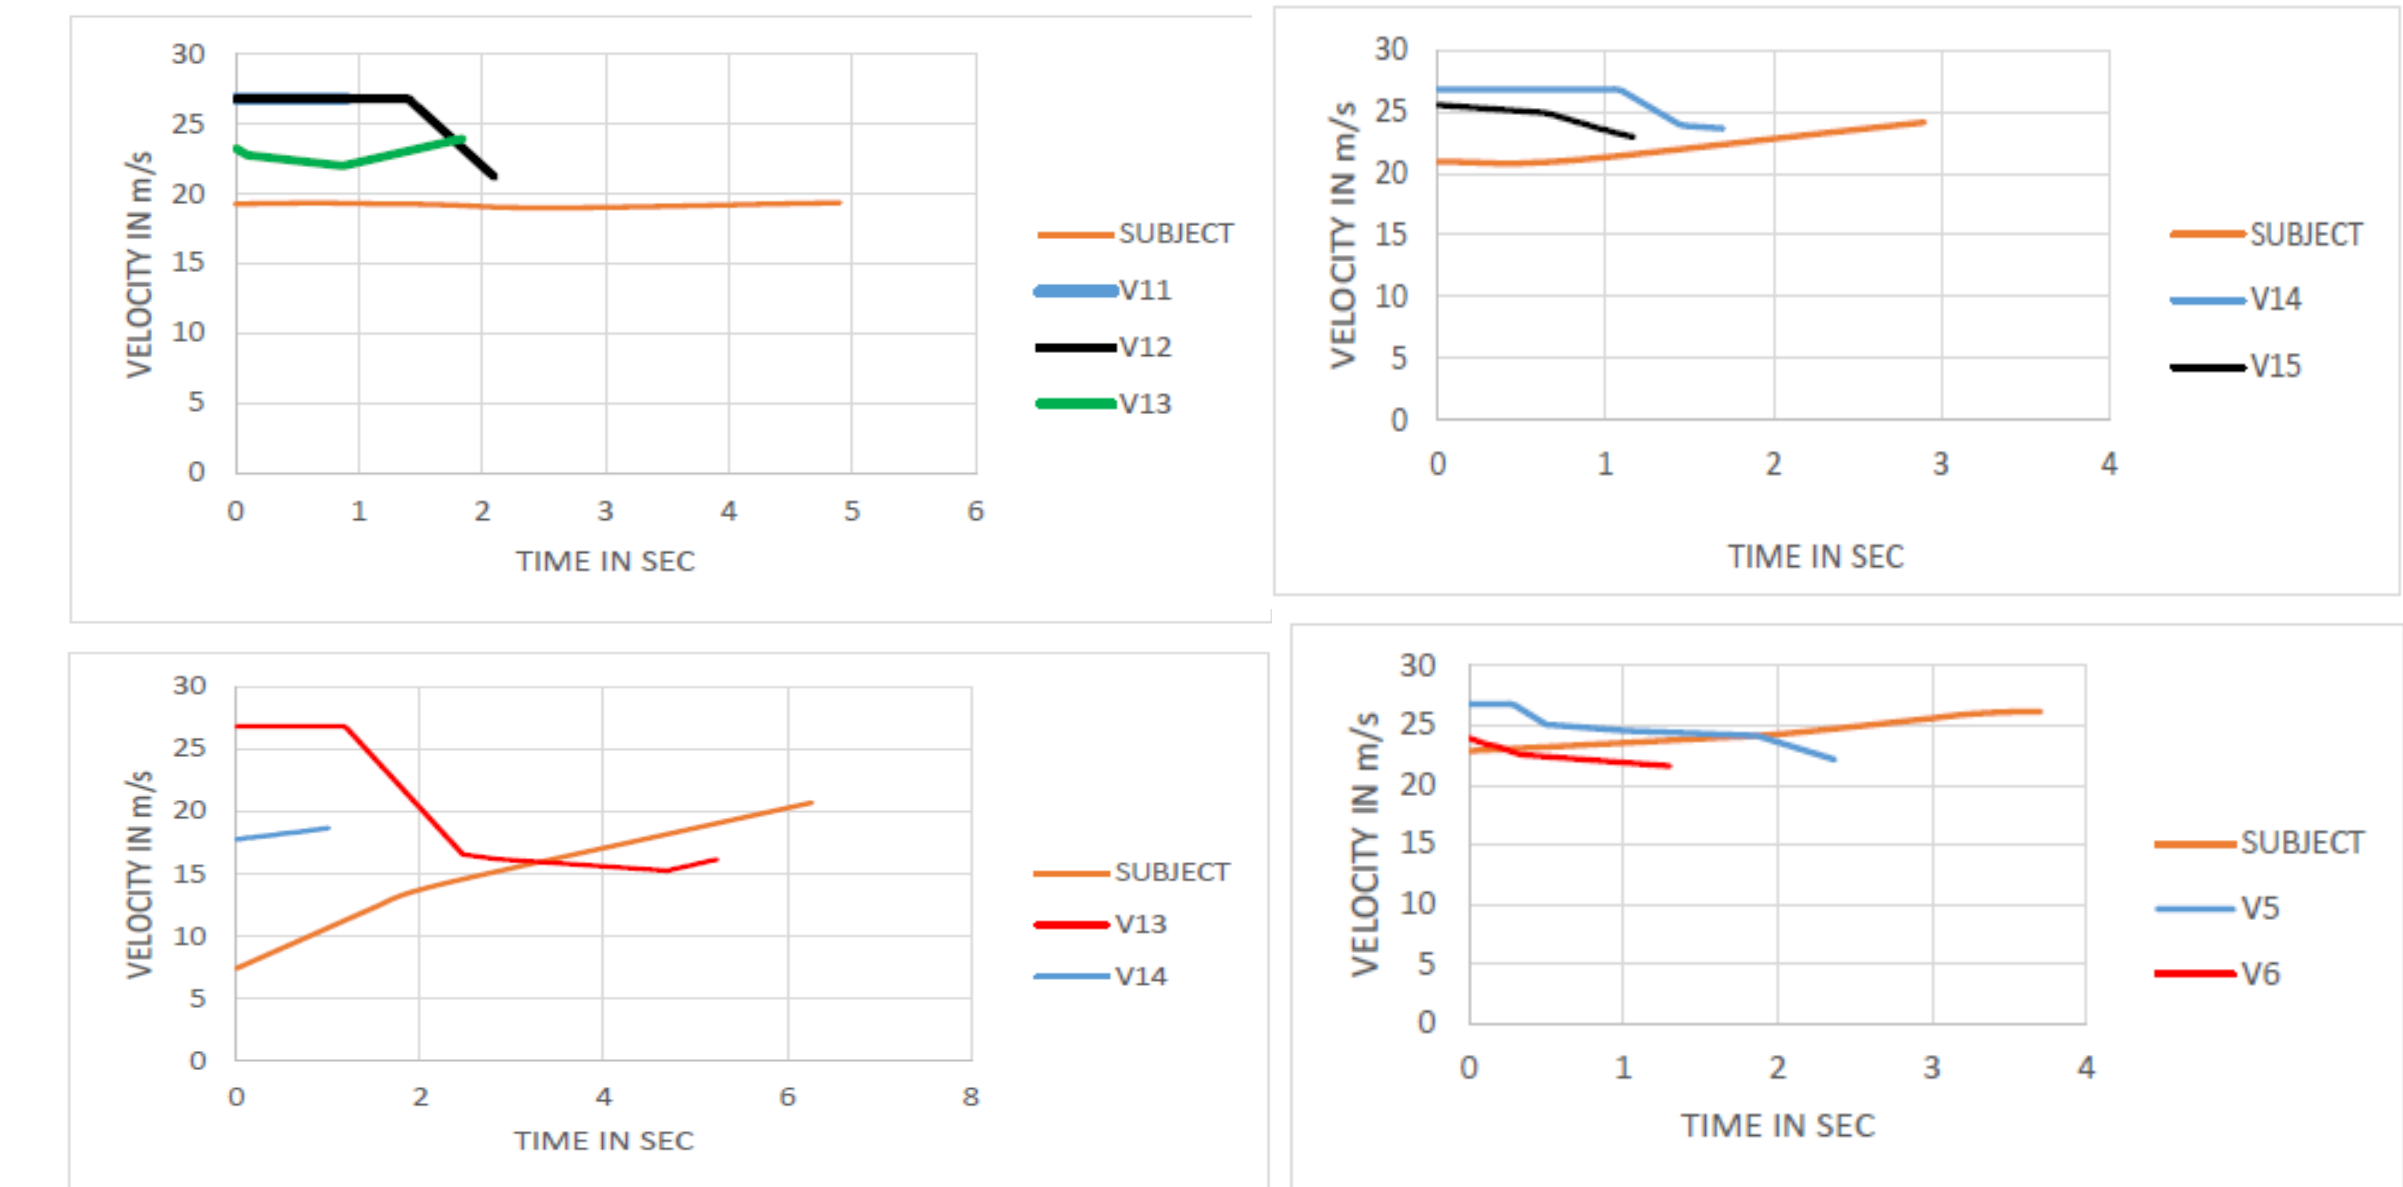 30
25
20
15
10
5
0
VELOCITY IN m/s
0 1 2 3 4 5 6
TIME IN SEC
SUBJECT
V11
V12
V13
30
25
20
15
10
5
0
VELOCITY IN m/s
0 1 2 3 4
TIME IN SEC
SUBJECT
V14
V15
30
25
20
15
10
5
0
VELOCITY IN m/s
0 2 4 6 8
TIME IN SEC
SUBJECT
V13
V14
30
25
20
15
10
5
0
VELOCITY IN m/s
0 1 2 3 4
TIME IN SEC
SUBJECT
V5
V6